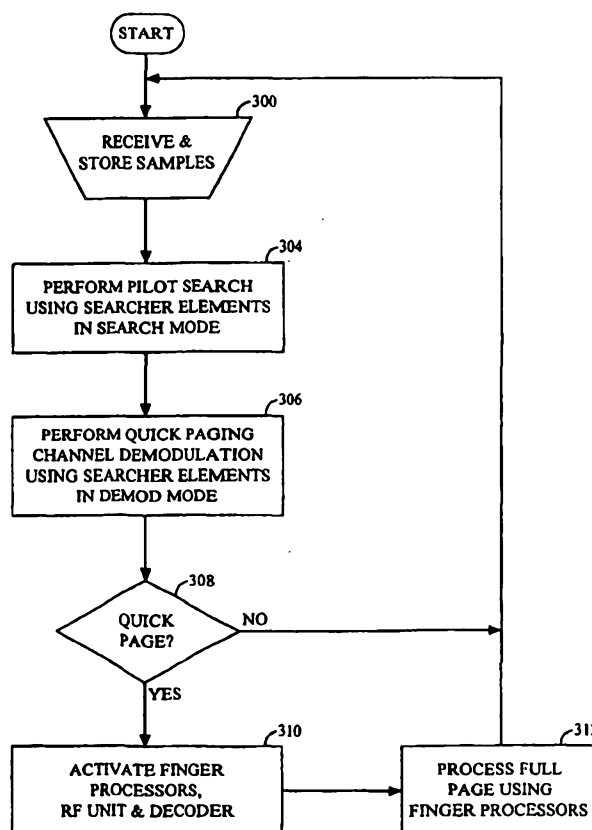 START
300
RECEIVE &
STORE SAMPLES
304
PERFORM PILOT SEARCH
USING SEARCHER ELEMENTS
IN SEARCH MODE
306
PERFORM QUICK PAGING
CHANNEL DEMODULATION
USING SEARCHER ELEMENTS
IN DEMOD MODE
308
QUICK
PAGE?
NO
YES
310
ACTIVATE FINGER
PROCESSORS,
RF UNIT & DECODER
PROCESS FULL
PAGE USING
FINGER PROCESSORS